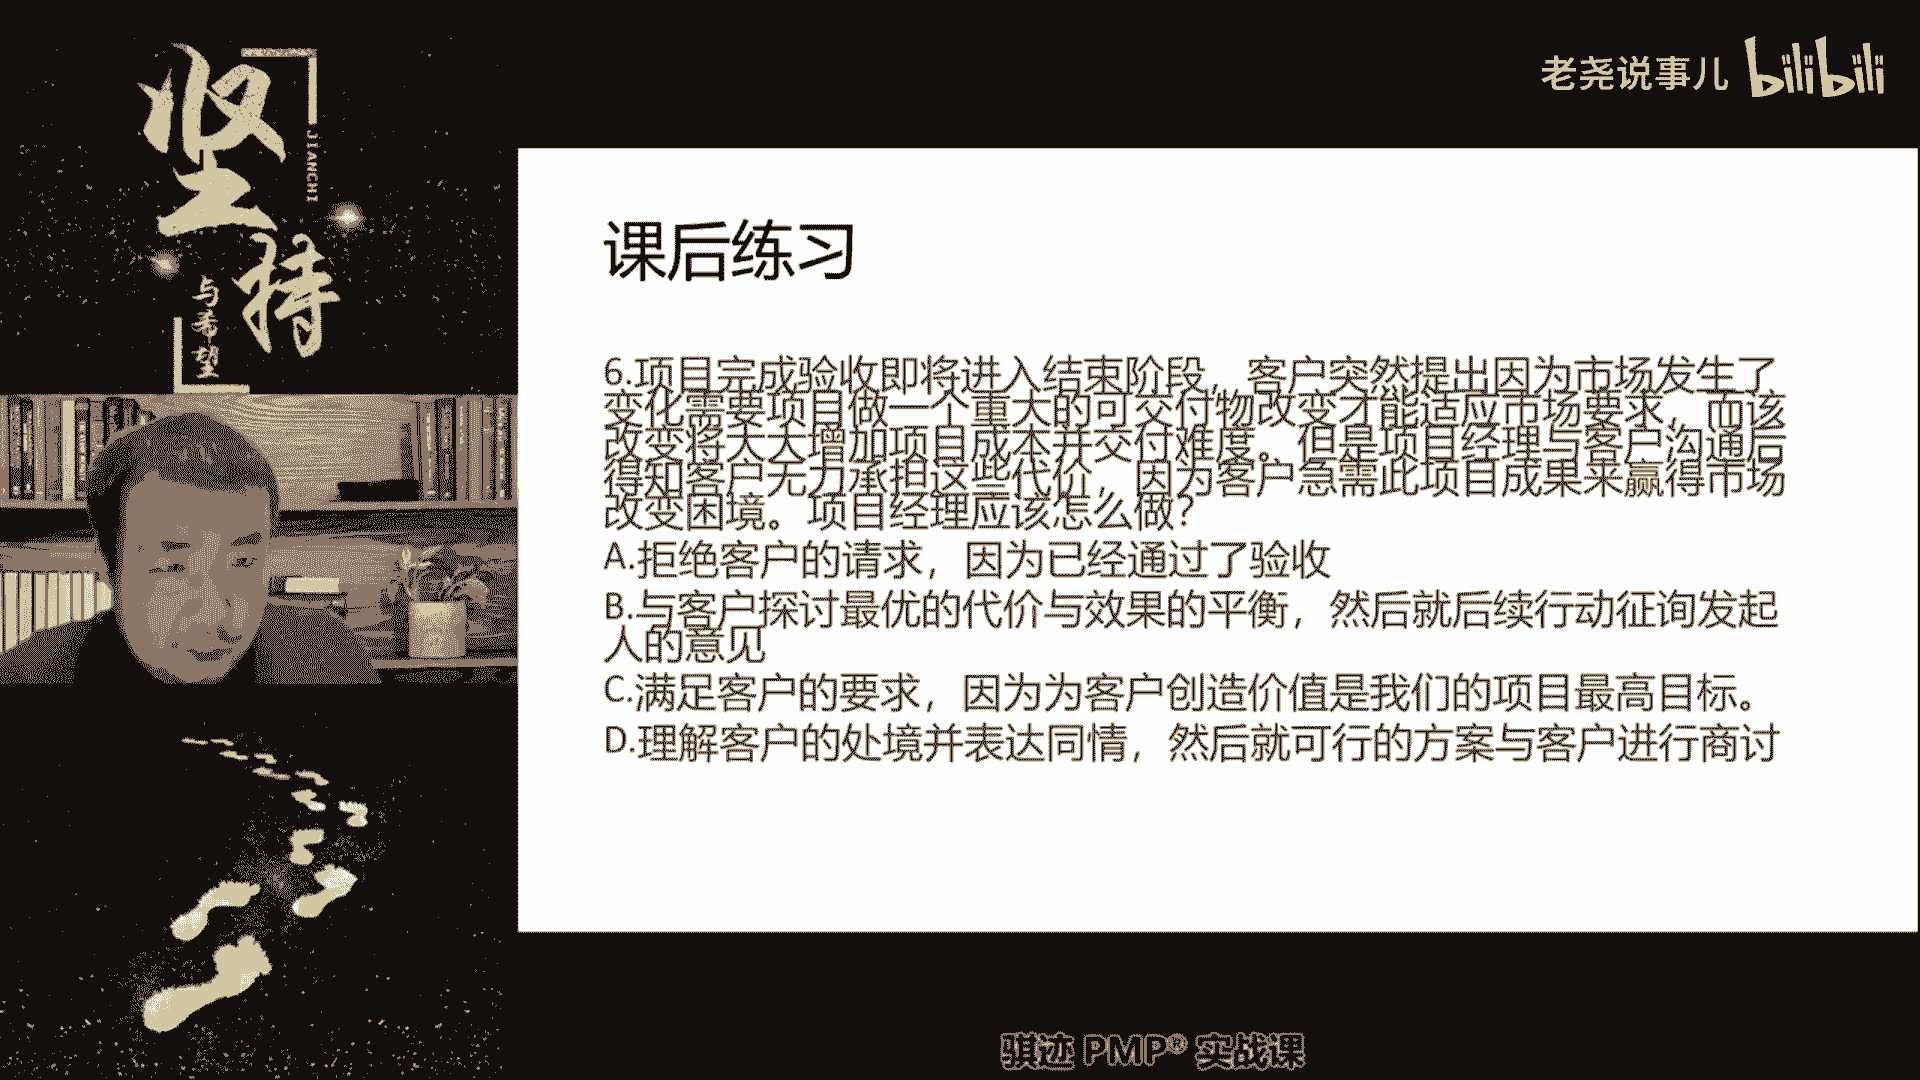 坚持
JIANCHI
与希望
老尧说事儿 bilibili
课后练习
6.项目完成验收即将进入结束阶段，客户突然提出因为市场发生了
变化需要项目做一个重大的可交付物改变才能适应市场要求，而该
改变将大大增加项目成本并交付难度。但是项目经理与客户沟通后
得知客户无力承担这些代价，因为客户急需此项目成果来赢得市场
改变困境。项目经理应该怎么做？
A.拒绝客户的请求，因为已经通过了验收
B.与客户探讨最优的代价与效果的平衡，然后就后续行动征询发起
人的意见
C.满足客户的要求，因为为客户创造价值是我们的项目最高目标。
D.理解客户的处境并表达同情，然后就可行的方案与客户进行商讨
骐迹 PMP® 实战课